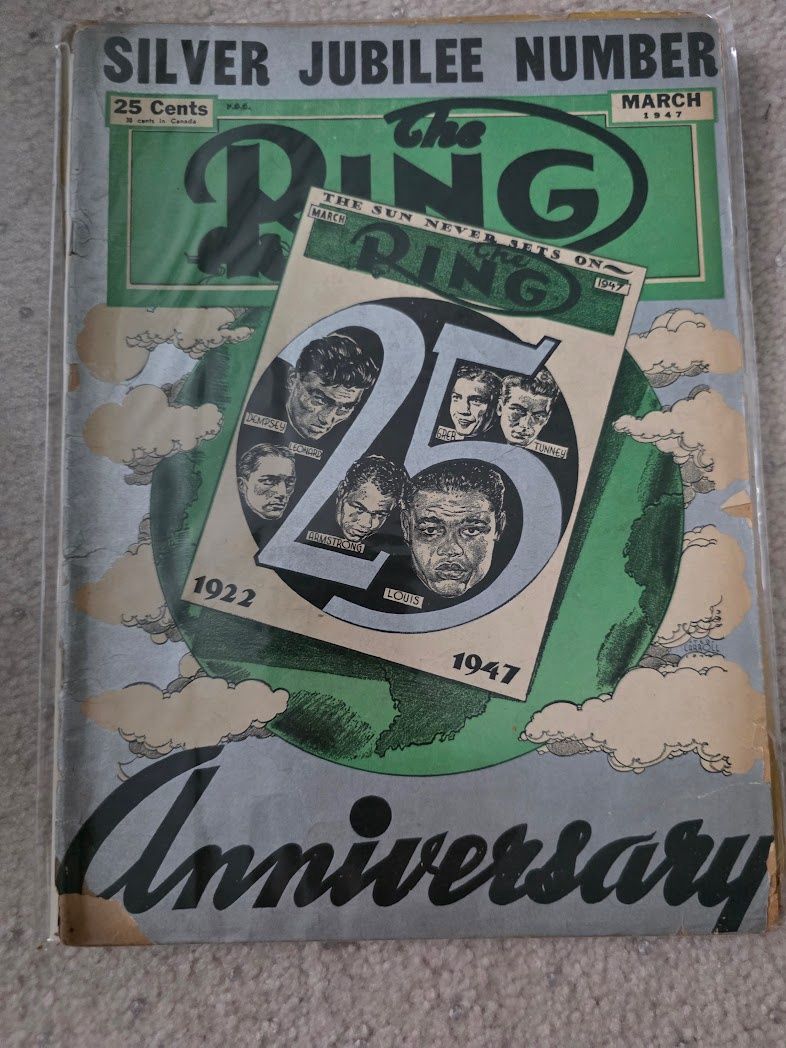 SILVER JUBILEE NUMBER
25 Cents
30 cents in Canada
MARCH
1947
The
RING
THE SUN NEVER SETS ON
MARCH
The
RING
1947
25
DEMPSEY
LEONARD
GREB
TUNNEY
ARMSTRONG
LOUIS
1922
1947
CARROLL
Anniversary